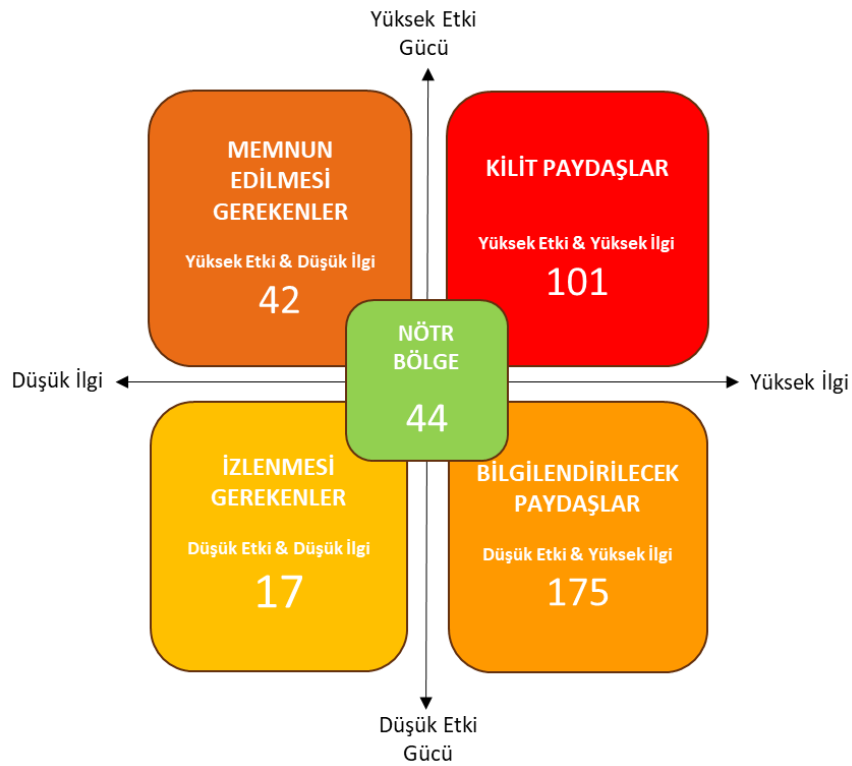 Yüksek Etki
Gücü
MEMNUN
EDİLMESİ
GEREKENLER
Yüksek Etki & Düşük İlgi
42
KİLİT PAYDAŞLAR
Yüksek Etki & Yüksek İlgi
101
NÖTR
BÖLGE
44
Düşük İlgi
Yüksek İlgi
İZLENMESİ
GEREKENLER
Düşük Etki & Düşük İlgi
17
BİLGİLENDİRİLECEK
PAYDAŞLAR
Düşük Etki & Yüksek İlgi
175
Düşük Etki
Gücü